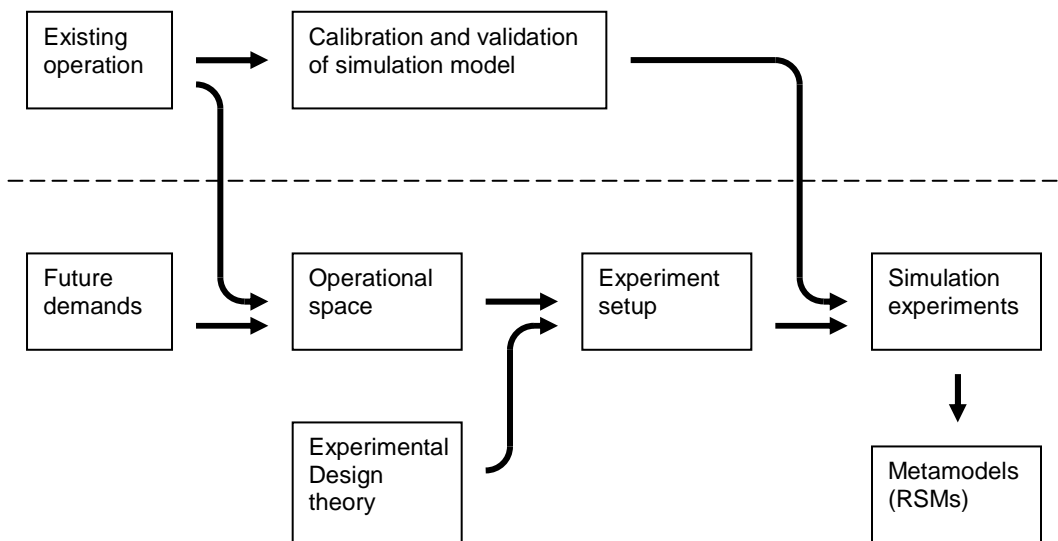 Existing
operation
Calibration and validation
of simulation model
Future
demands
Operational
space
Experiment
setup
Simulation
experiments
Experimental
Design
theory
Metamodels
(RSMs)